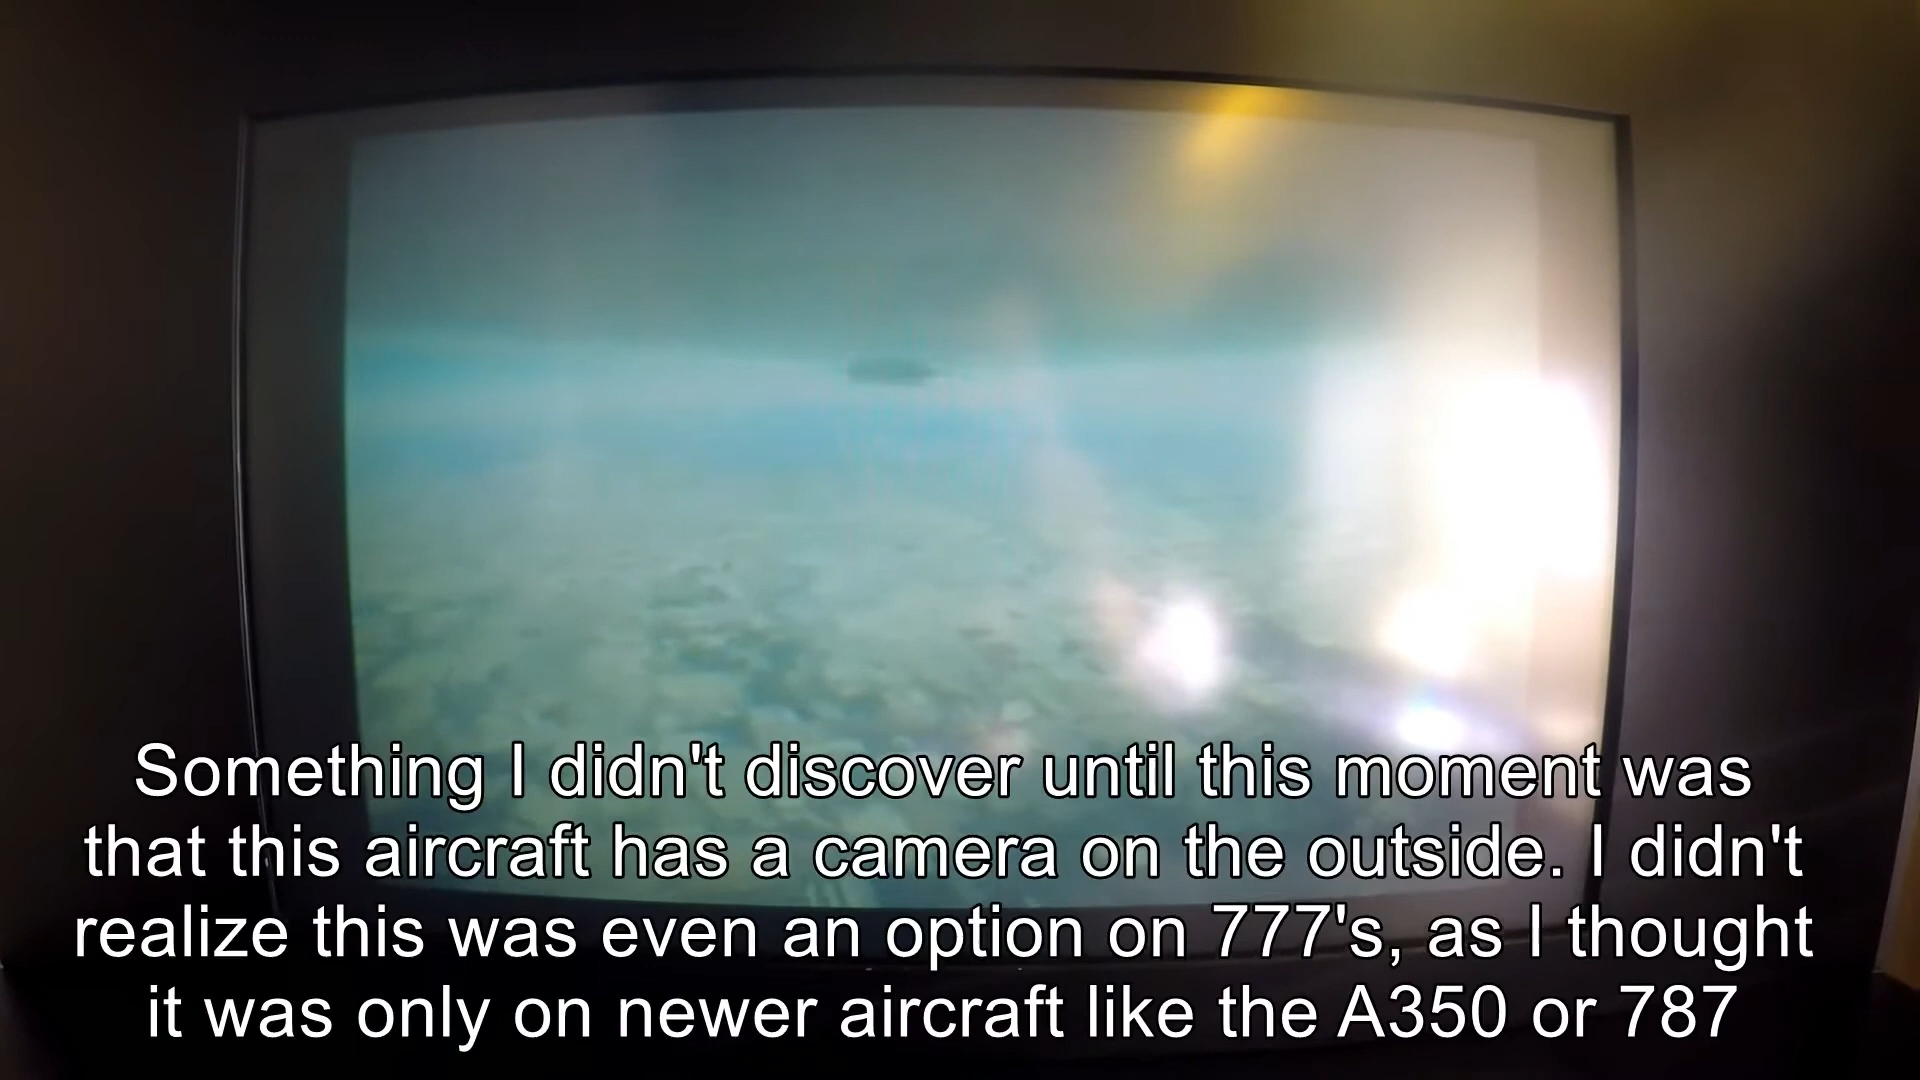 Something I didn't discover until this moment was
that this aircraft has a camera on the outside. I didn't
realize this was even an option on 777's, as I thought
it was only on newer aircraft like the A350 or 787